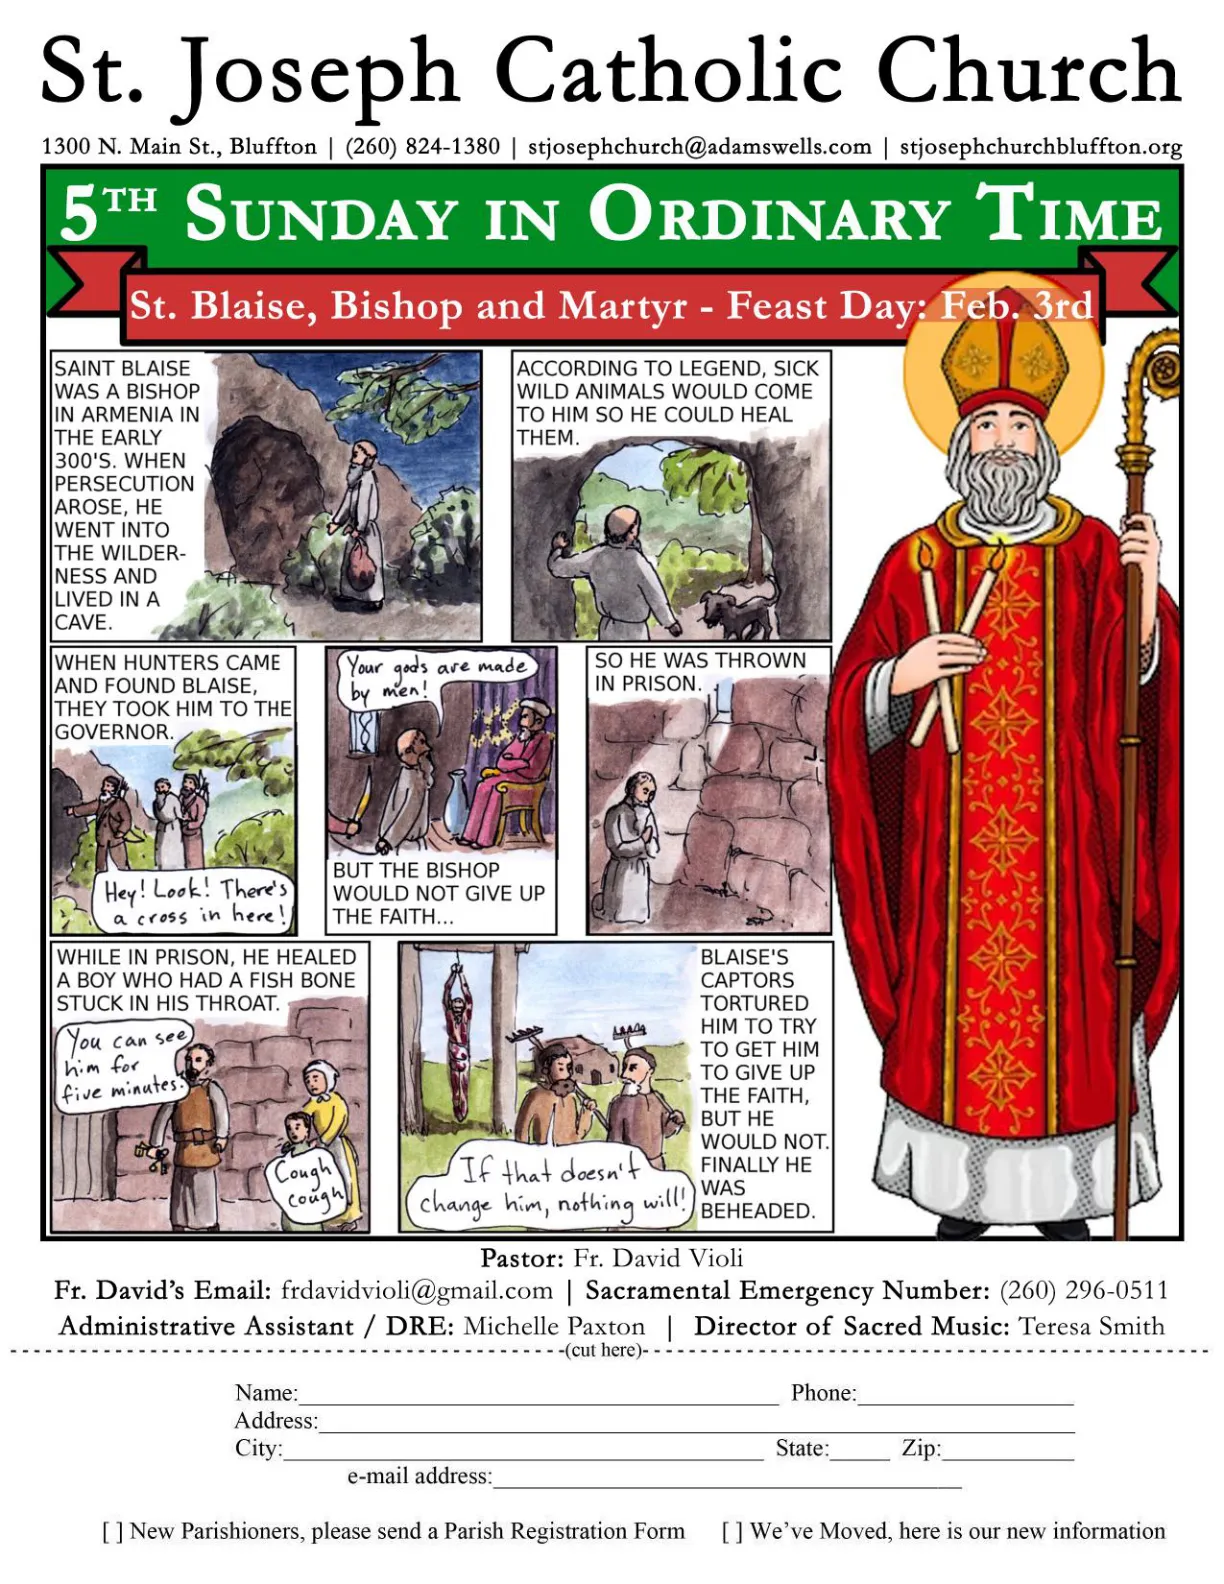 St. Joseph Catholic Church
1300 N. Main St., Bluffton | (260) 824-1380 | stjosephchurch@adamswells.com | stjosephchurchbluffton.org
5TH SUNDAY IN ORDINARY TIME
St. Blaise, Bishop and Martyr - Feast Day: Feb. 3rd
SAINT BLAISE
WAS A BISHOP
IN ARMENIA IN
THE EARLY
300'S. WHEN
PERSECUTION
AROSE, HE
WENT INTO
THE WILDER-
NESS AND
LIVED IN A
CAVE.
ACCORDING TO LEGEND, SICK
WILD ANIMALS WOULD COME
TO HIM SO HE COULD HEAL
THEM.
WHEN HUNTERS CAME
AND FOUND BLAISE,
THEY TOOK HIM TO THE
GOVERNOR.
Hey! Look! There's
a cross in here!
Your gods are made
by men!
BUT THE BISHOP
WOULD NOT GIVE UP
THE FAITH...
SO HE WAS THROWN
IN PRISON.
WHILE IN PRISON, HE HEALED
A BOY WHO HAD A FISH BONE
STUCK IN HIS THROAT.
You can see
him for
five minutes.
Cough
cough
If that doesn't
change him, nothing will!
BLAISE'S
CAPTORS
TORTURED
HIM TO TRY
TO GET HIM
TO GIVE UP
THE FAITH,
BUT HE
WOULD NOT.
FINALLY HE
WAS
BEHEADED.
Pastor: Fr. David Violi
Fr. David's Email: frdavidvioli@gmail.com | Sacramental Emergency Number: (260) 296-0511
Administrative Assistant / DRE: Michelle Paxton | Director of Sacred Music: Teresa Smith
(cut here)
Name: Phone:
Address:
City: State: Zip:
e-mail address:
[ ] New Parishioners, please send a Parish Registration Form [ ] We've Moved, here is our new information